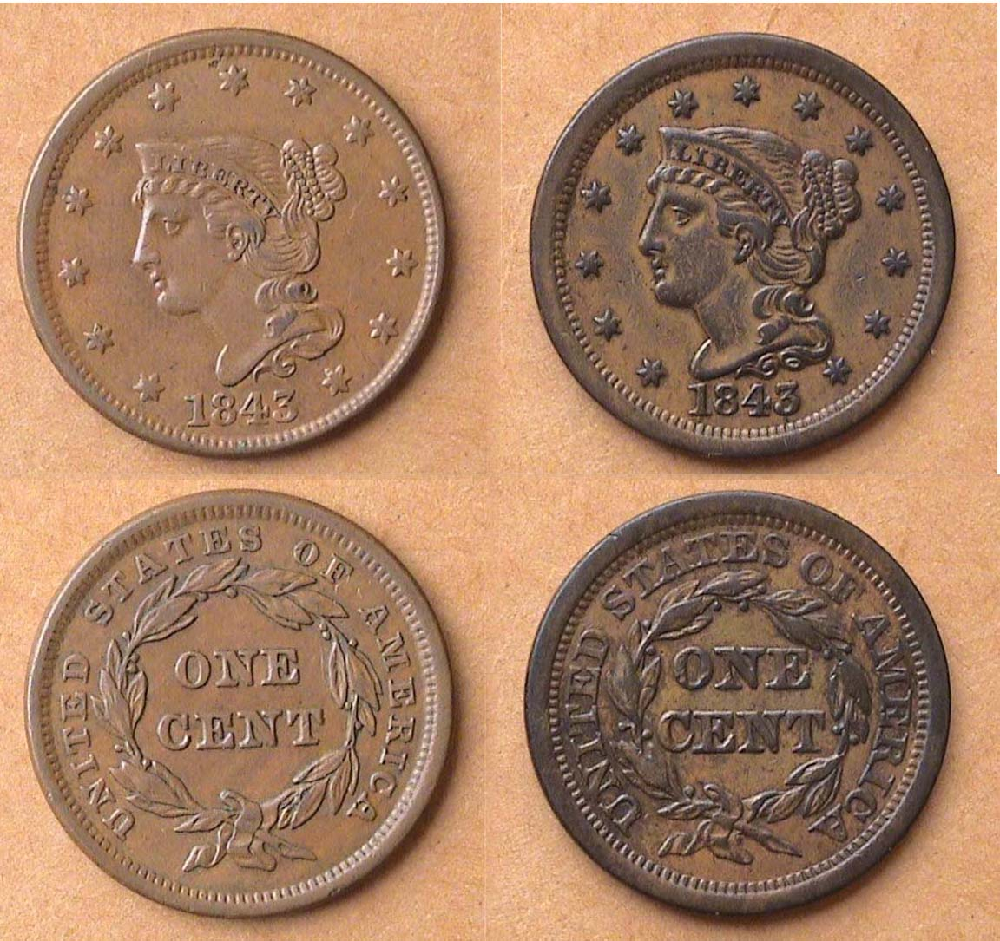 LIBERTY
1843
LIBERTY
1843
UNITED STATES OF AMERICA
ONE
CENT
UNITED STATES OF AMERICA
ONE
CENT